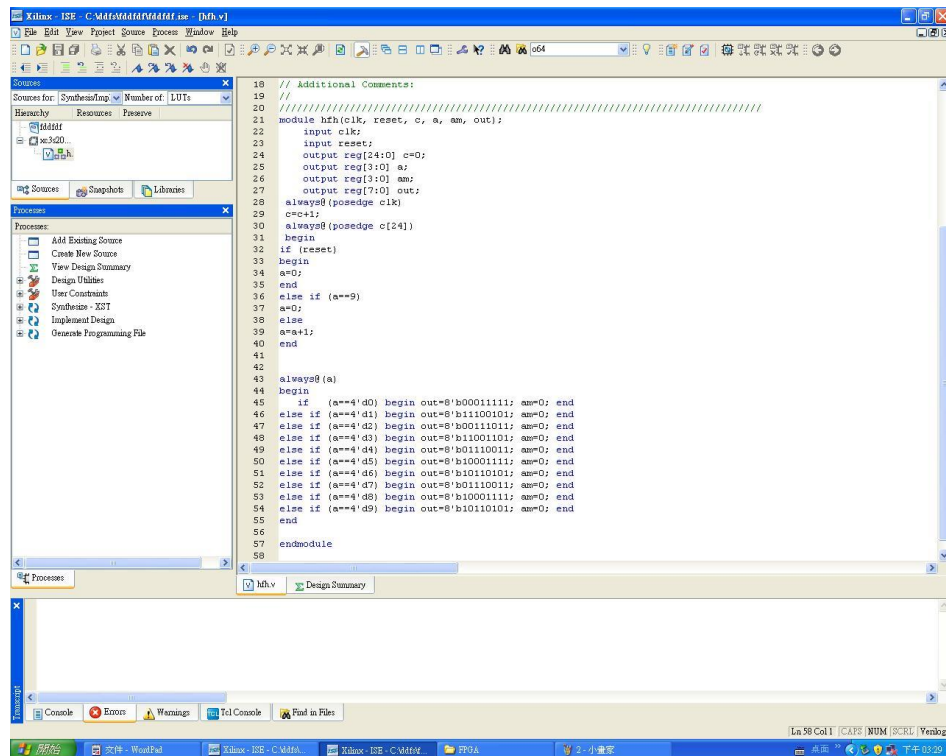 Xilinx - ISE - C:\ddfs\fddfdf\fddfdf.ise - [hfh.v]
File Edit View Project Source Process Window Help
o64
Sources
Sources for: Synthesis/Imp Number of: LUTs
Hierarchy Resources Preserve
fddfdf
xc3s20...
Sources Snapshots Libraries
Processes
Processes:
Add Existing Source
Create New Source
View Design Summary
Design Utilities
User Constraints
Synthesize - XST
Implement Design
Generate Programming File
Processes
18 // Additional Comments:
19 //
20 //////////////////////////////////////////////////////////////////////////////////
21 module hfh(clk, reset, c, a, am, out);
22 input clk;
23 input reset;
24 output reg[24:0] c=0;
25 output reg[3:0] a;
26 output reg[3:0] am;
27 output reg[7:0] out;
28 always@(posedge clk)
29 c=c+1;
30 always@(posedge c[24])
31 begin
32 if (reset)
33 begin
34 a=0;
35 end
36 else if (a==9)
37 a=0;
38 else
39 a=a+1;
40 end
41
42
43 always@(a)
44 begin
45 if (a==4'd0) begin out=8'b00011111; am=0; end
46 else if (a==4'd1) begin out=8'b11100101; am=0; end
47 else if (a==4'd2) begin out=8'b00111011; am=0; end
48 else if (a==4'd3) begin out=8'b11001101; am=0; end
49 else if (a==4'd4) begin out=8'b01110011; am=0; end
50 else if (a==4'd5) begin out=8'b10001111; am=0; end
51 else if (a==4'd6) begin out=8'b10110101; am=0; end
52 else if (a==4'd7) begin out=8'b01110011; am=0; end
53 else if (a==4'd8) begin out=8'b10001111; am=0; end
54 else if (a==4'd9) begin out=8'b10110101; am=0; end
55 end
56
57 endmodule
58
hfh.v Design Summary
Transcript
Console Errors Warnings Tcl Console Find in Files
Ln 58 Col 1 CAPS NUM SCRL Verilog
開始 文件 - WordPad Xilinx - ISE - C:\ddfs\... Xilinx - ISE - C:\ddfs\f... FPGA 2 - 小畫家 桌面 下午 03:29